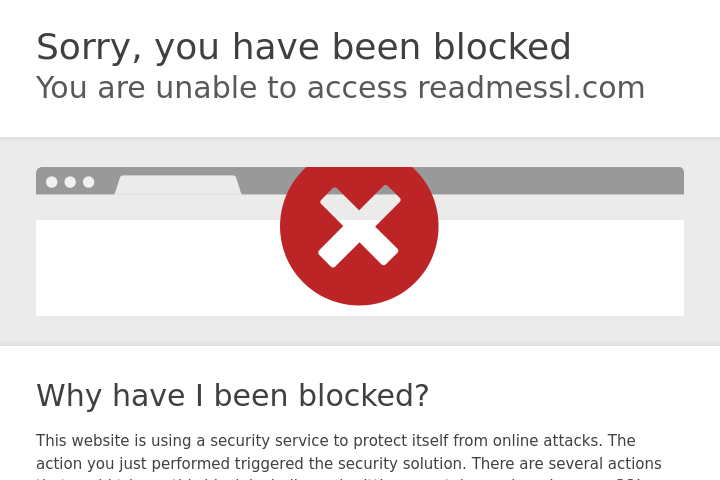 Sorry, you have been blocked
You are unable to access readmessl.com
Why have I been blocked?
This website is using a security service to protect itself from online attacks. The
action you just performed triggered the security solution. There are several actions